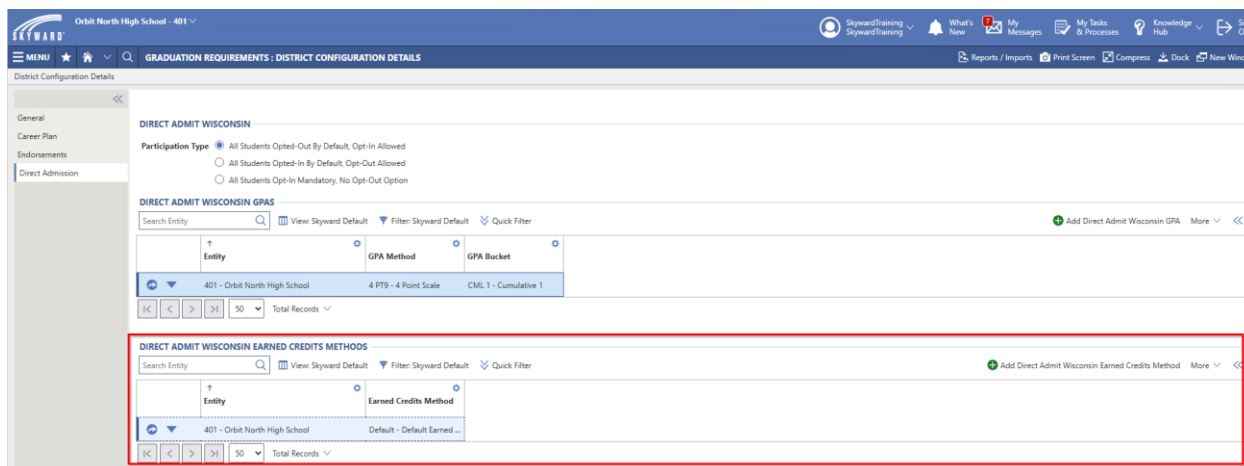 Orbit North High School - 401
SKYWARD
SkywardTraining
SkywardTraining
What's
New
7
My
Messages
My Tasks
& Processes
Knowledge
Hub
MENU
GRADUATION REQUIREMENTS : DISTRICT CONFIGURATION DETAILS
Reports / Imports Print Screen Compress Dock New Wind
District Configuration Details
General
Career Plan
Endorsements
Direct Admission
DIRECT ADMIT WISCONSIN
Participation Type All Students Opted-Out By Default, Opt-In Allowed
All Students Opted-In By Default, Opt-Out Allowed
All Students Opt-In Mandatory, No Opt-Out Option
DIRECT ADMIT WISCONSIN GPAS
Search Entity View: Skyward Default Filter: Skyward Default Quick Filter Add Direct Admit Wisconsin GPA More
Entity GPA Method GPA Bucket
401 - Orbit North High School 4 PT9 - 4 Point Scale CML 1 - Cumulative 1
50 Total Records
DIRECT ADMIT WISCONSIN EARNED CREDITS METHODS
Search Entity View: Skyward Default Filter: Skyward Default Quick Filter Add Direct Admit Wisconsin Earned Credits Method More
Entity Earned Credits Method
401 - Orbit North High School Default - Default Earned ...
50 Total Records